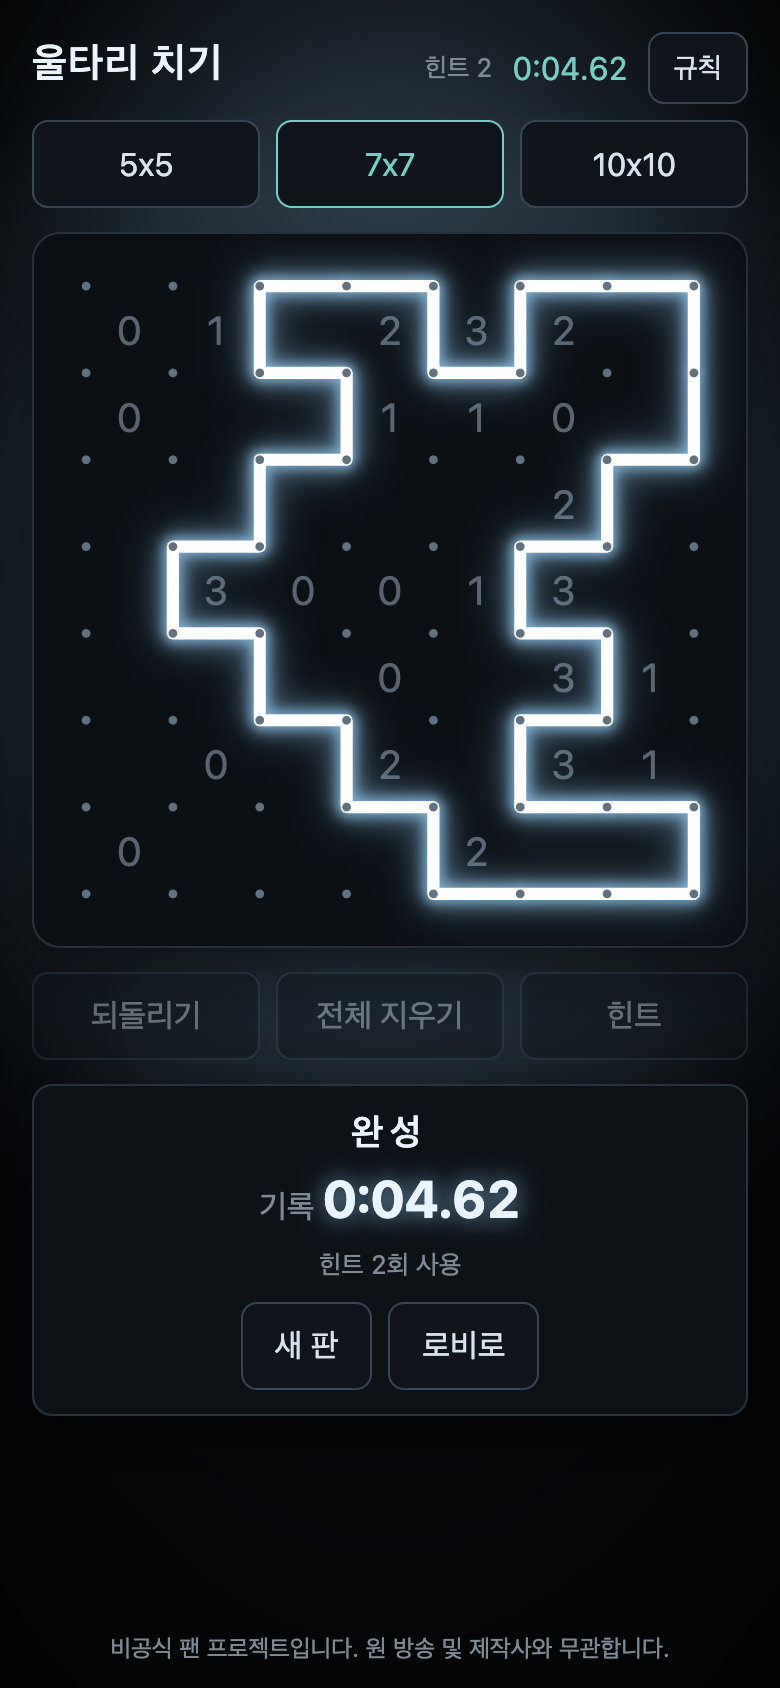 울타리 치기
힌트 2 0:04.62 규칙
5x5 7x7 10x10
0 1 2 3 2
0 1 1 0
2
3 0 0 1 3
0 3 1
0 2 3 1
0 2
되돌리기 전체 지우기 힌트
완성
기록 0:04.62
힌트 2회 사용
새 판 로비로
비공식 팬 프로젝트입니다. 원 방송 및 제작사와 무관합니다.